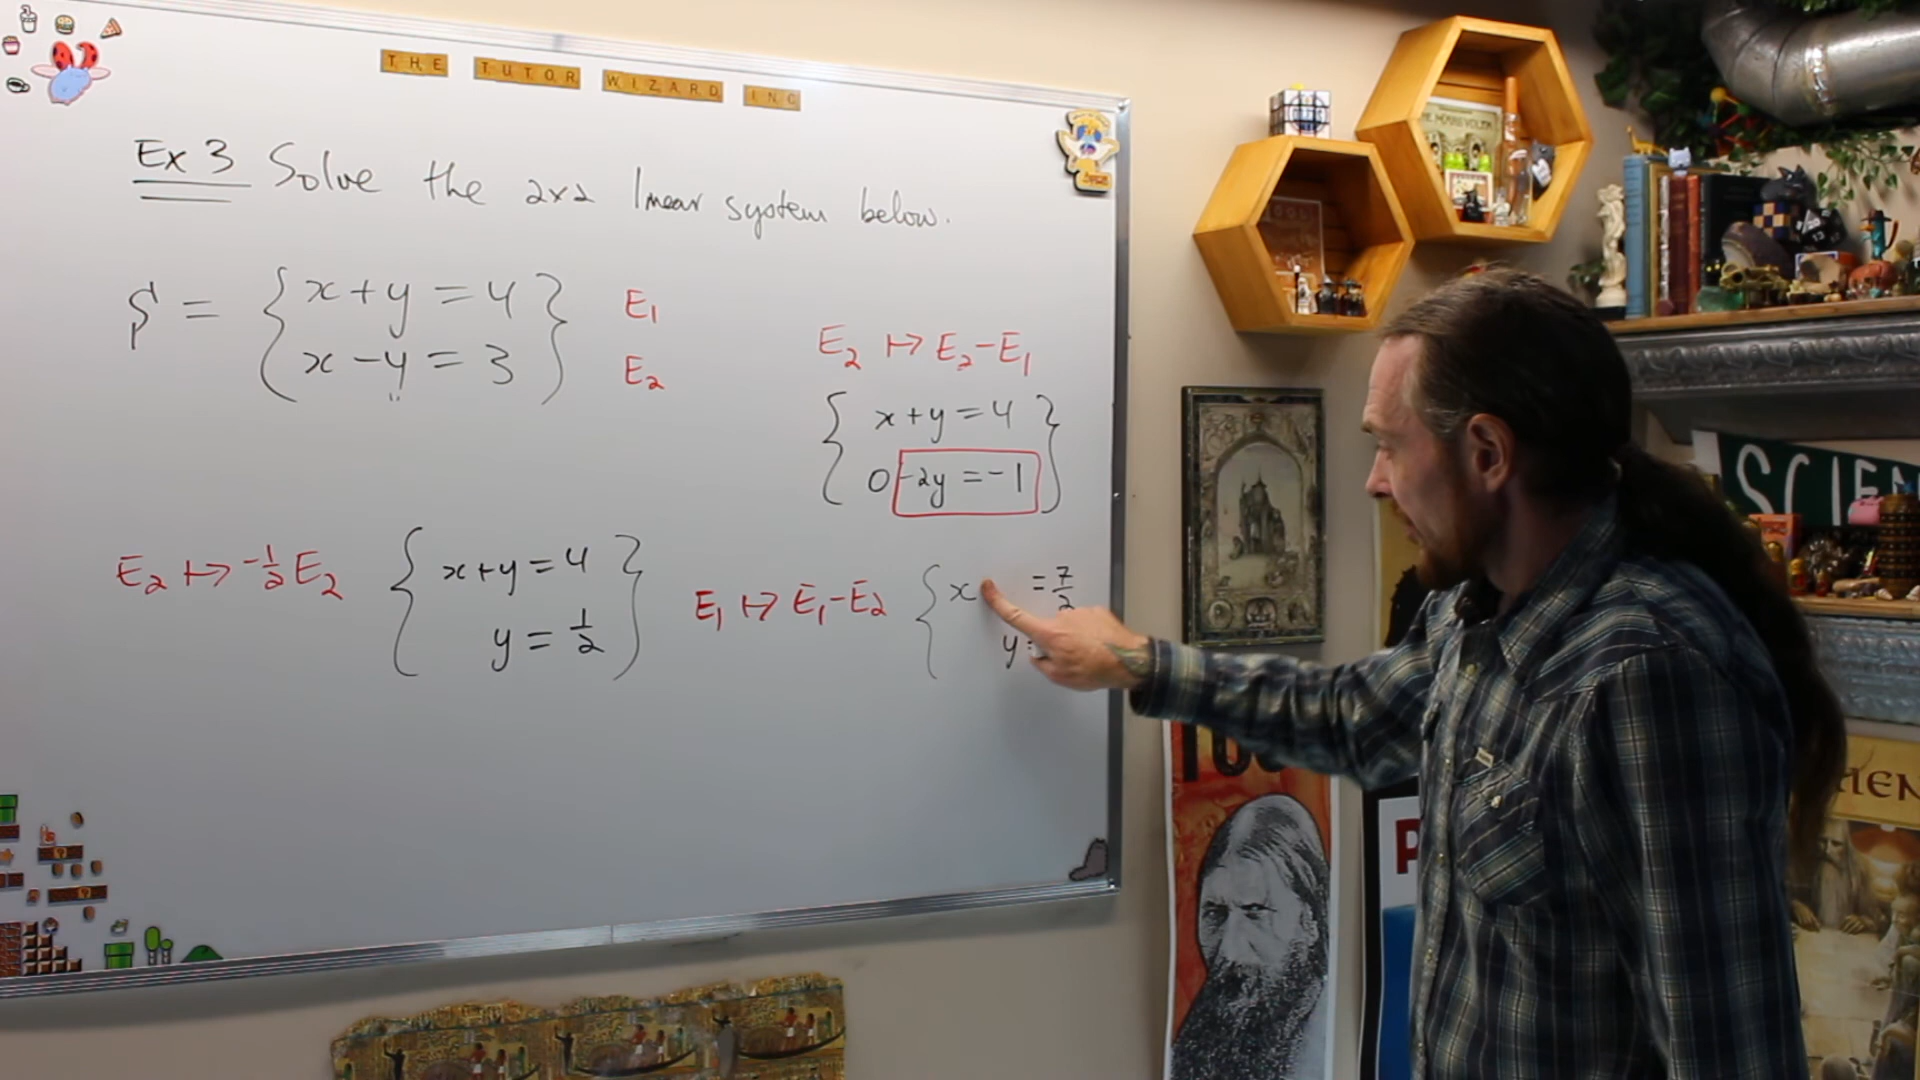 THE TUTOR WIZARD INC
Ex 3 Solve the 2x2 linear system below.
S = { x+y = 4 } E₁
{ x-y = 3 } E₂
E₂ ↦ E₂-E₁
{ x+y = 4 }
{ 0-2y = -1 }
E₂ ↦ -1/2 E₂ { x+y = 4 }
{ y = 1/2 }
E₁ ↦ E₁-E₂ { x = 7/2
y =
SCIEN